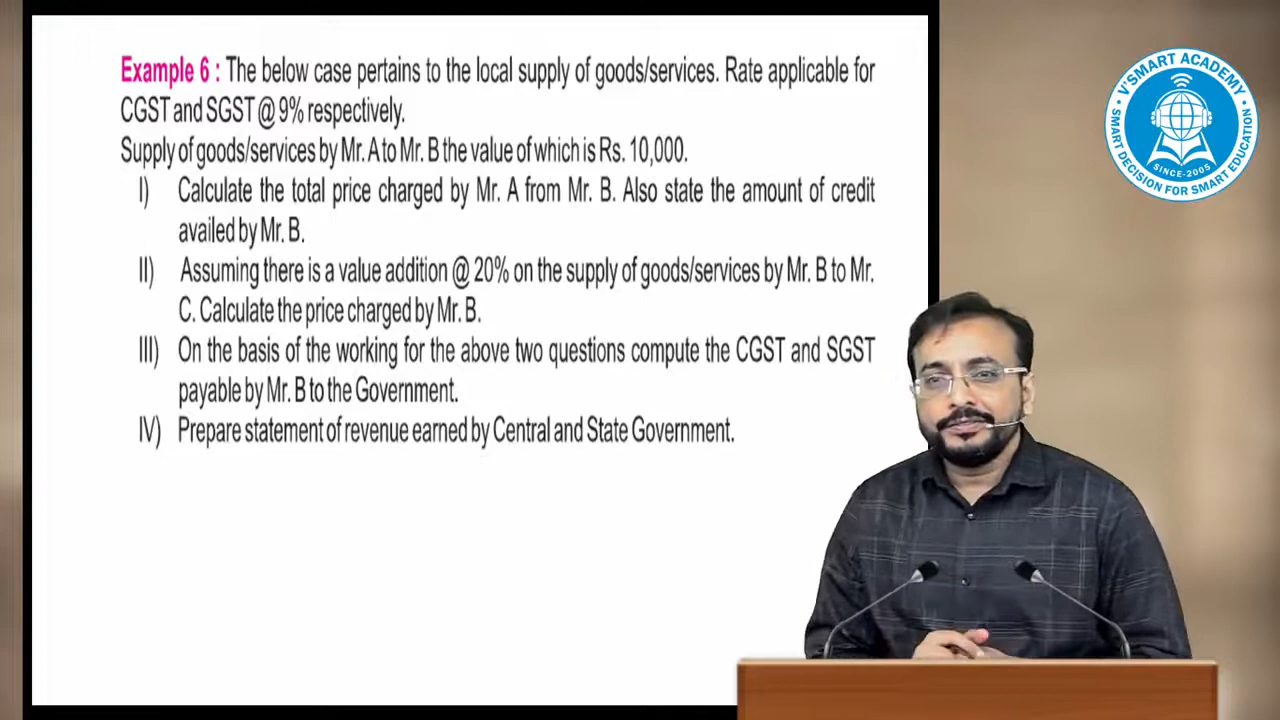 Example 6 : The below case pertains to the local supply of goods/services. Rate applicable for
CGST and SGST @ 9% respectively.
Supply of goods/services by Mr. A to Mr. B the value of which is Rs. 10,000.
I) Calculate the total price charged by Mr. A from Mr. B. Also state the amount of credit
availed by Mr. B.
II) Assuming there is a value addition @ 20% on the supply of goods/services by Mr. B to Mr.
C. Calculate the price charged by Mr. B.
III) On the basis of the working for the above two questions compute the CGST and SGST
payable by Mr. B to the Government.
IV) Prepare statement of revenue earned by Central and State Government.
V'SMART ACADEMY
SINCE-2005
SMART DECISION FOR SMART EDUCATION